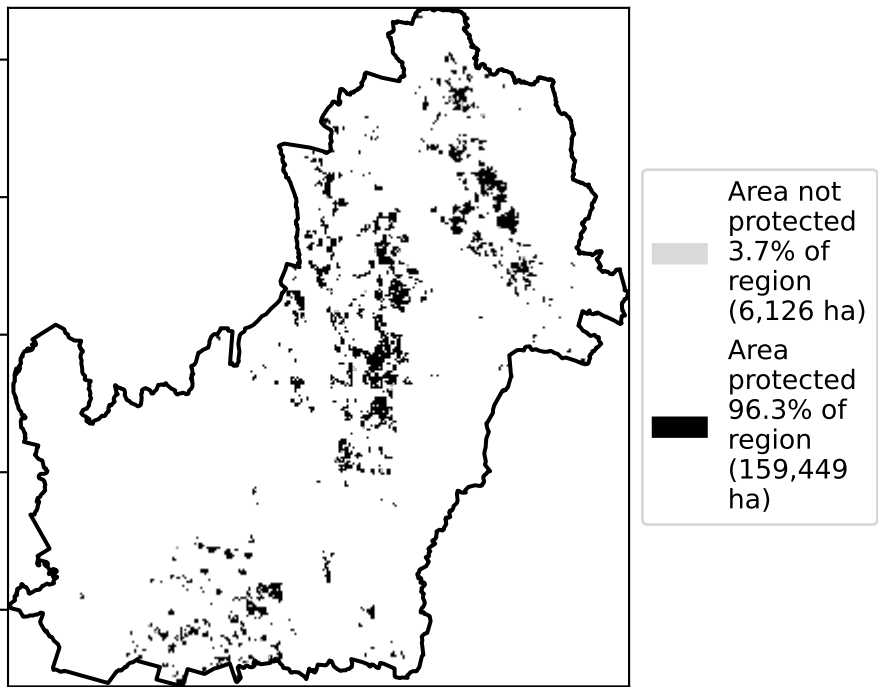 Area not
protected
3.7% of
region
(6,126 ha)
Area
protected
96.3% of
region
(159,449
ha)